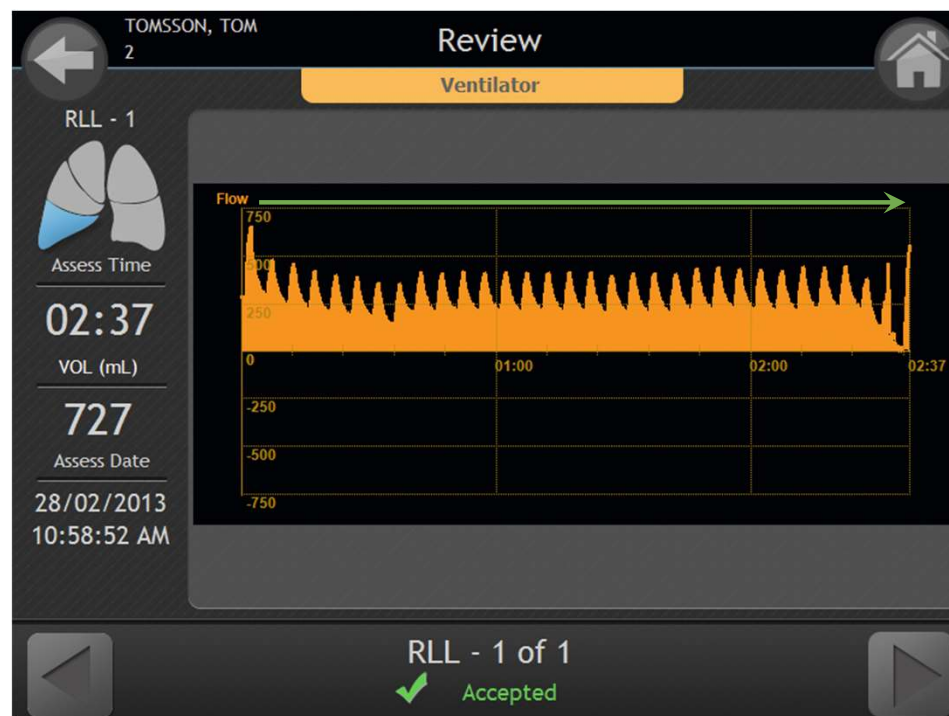 TOMSSON, TOM
2
Review
Ventilator
RLL - 1
Assess Time
02:37
VOL (mL)
727
Assess Date
28/02/2013
10:58:52 AM
Flow
750
500
250
0
01:00
02:00
02:37
-250
-500
-750
RLL - 1 of 1
Accepted